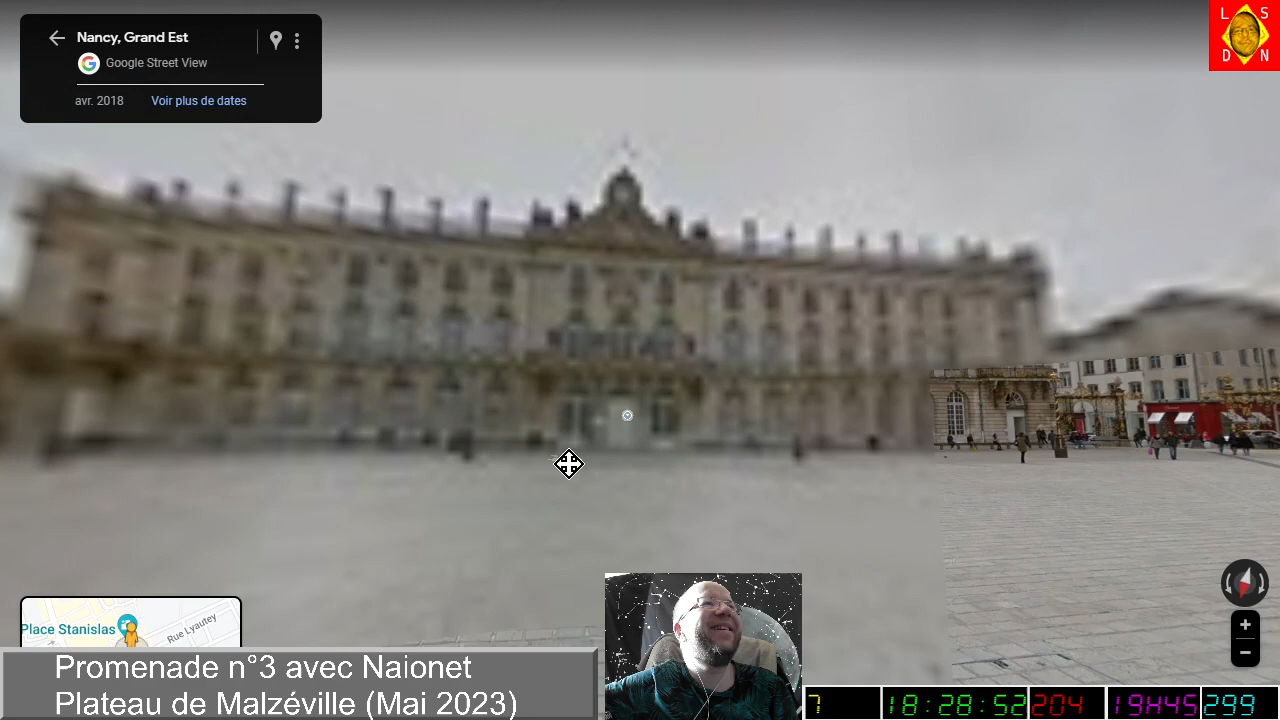 Nancy, Grand Est
Google Street View
avr. 2018 Voir plus de dates
L S
D N
Place Stanislas
Rue Lyautey
Promenade n°3 avec Naionet
Plateau de Malzéville (Mai 2023)
7 18:28:52 204 19H45 299